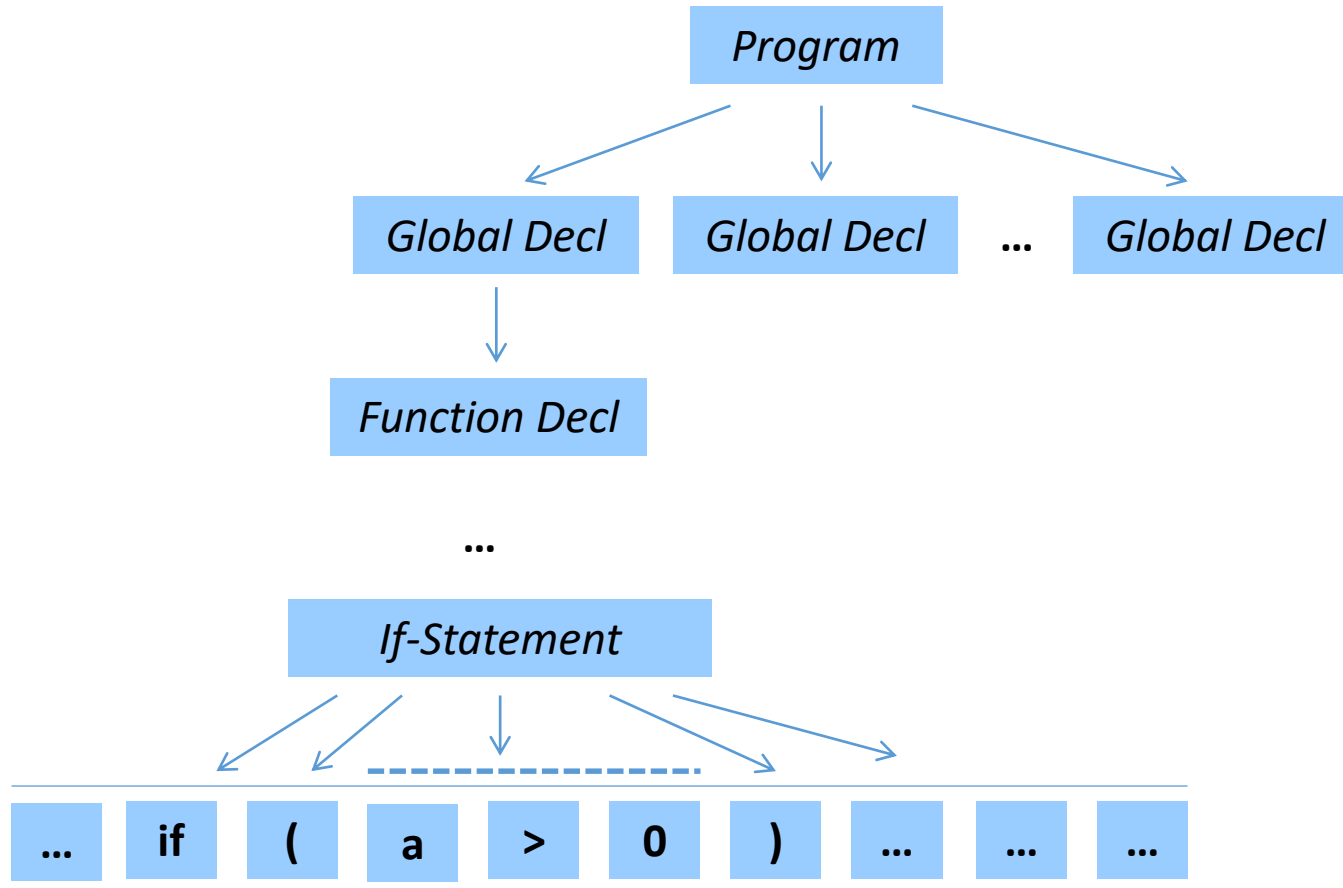 Program
Global Decl Global Decl … Global Decl
Function Decl
…
If-Statement
… if ( a > 0 ) … … …